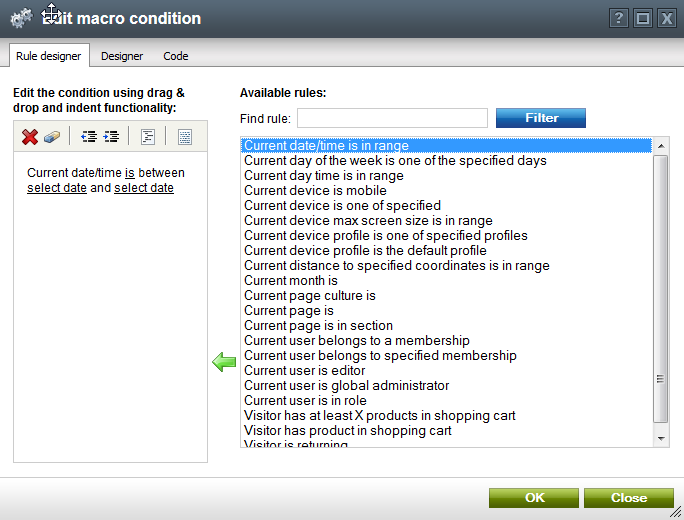 Edit macro condition
Rule designer
Designer
Code
Edit the condition using drag &
drop and indent functionality:
Current date/time is between
select date and select date
Available rules:
Find rule:
Filter
Current date/time is in range
Current day of the week is one of the specified days
Current day time is in range
Current device is mobile
Current device is one of specified
Current device max screen size is in range
Current device profile is one of specified profiles
Current device profile is the default profile
Current distance to specified coordinates is in range
Current month is
Current page culture is
Current page is
Current page is in section
Current user belongs to a membership
Current user belongs to specified membership
Current user is editor
Current user is global administrator
Current user is in role
Visitor has at least X products in shopping cart
Visitor has product in shopping cart
Visitor is returning
OK
Close